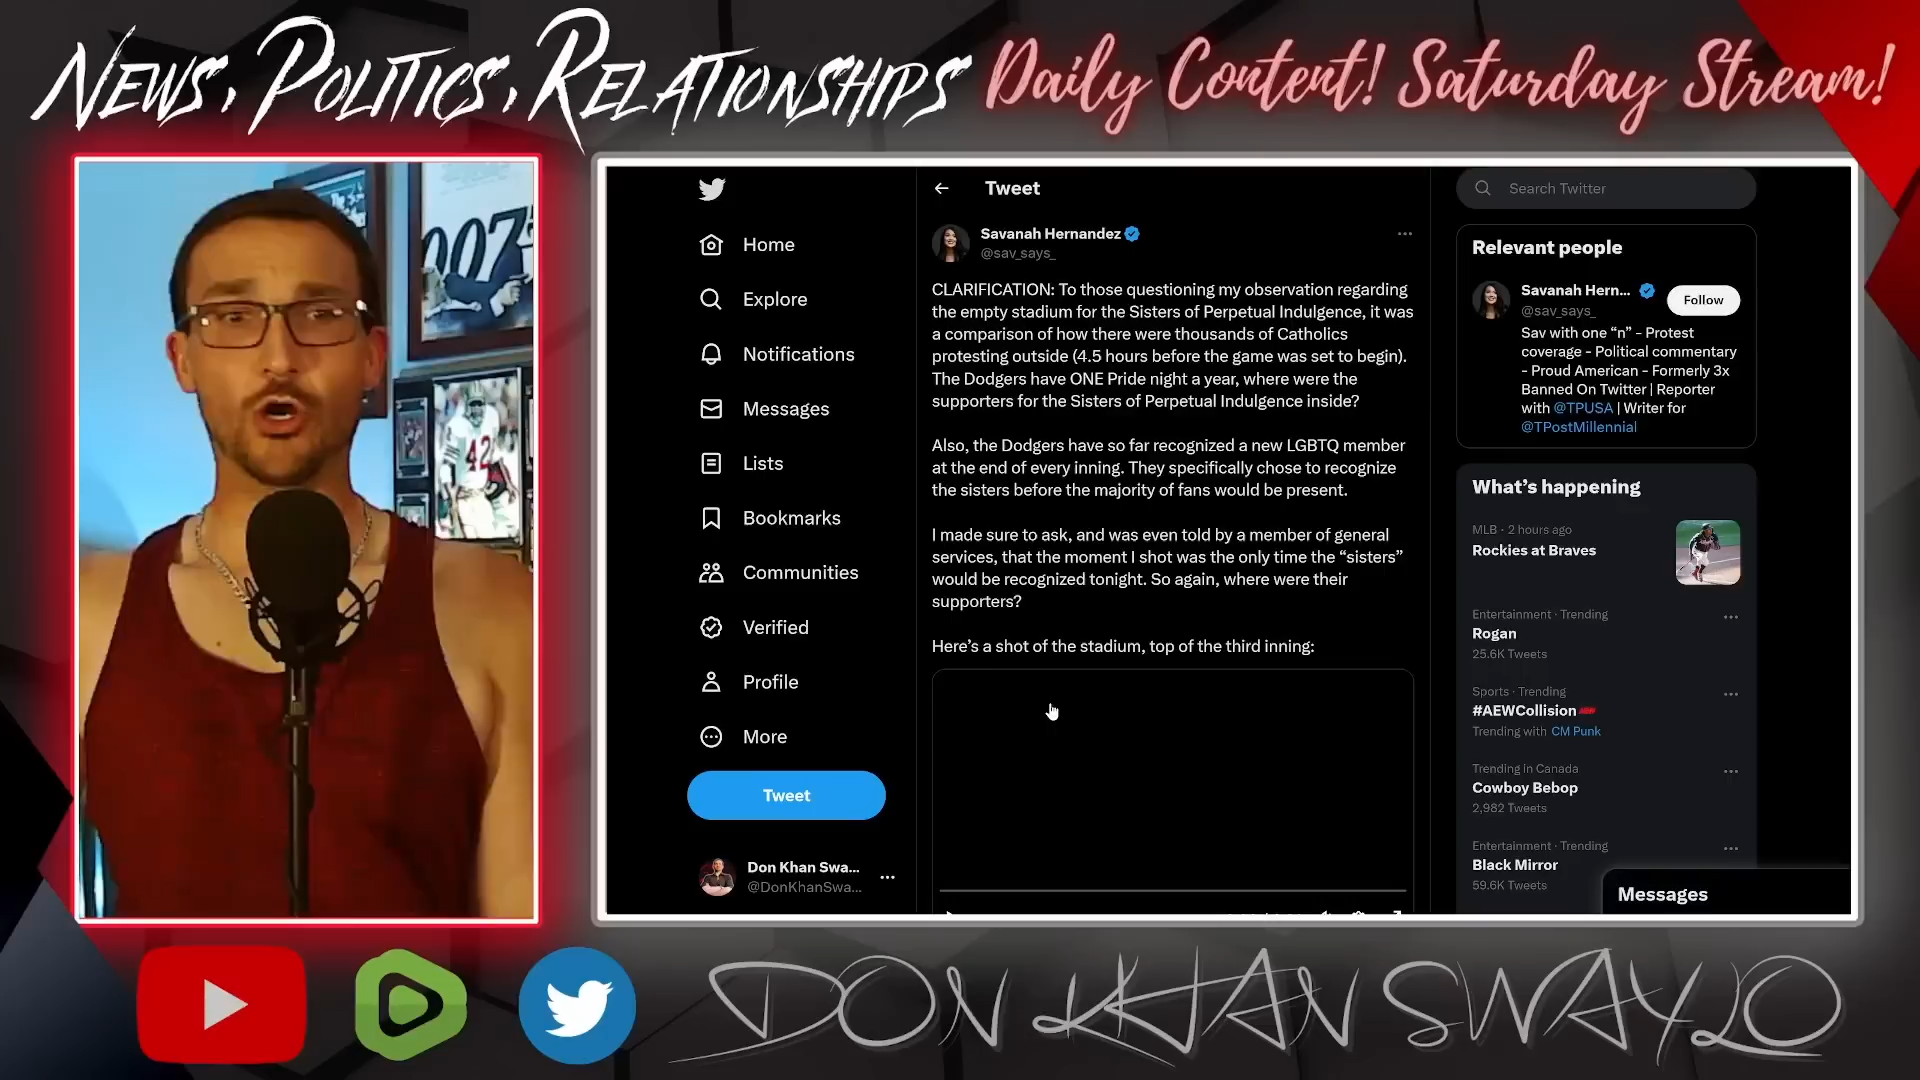 NEWS, POLITICS, RELATIONSHIPS
Daily Content! Saturday Stream!
007
42
Home
Explore
Notifications
Messages
Lists
Bookmarks
Communities
Verified
Profile
More
Tweet
Don Khan Swa...
@DonKhanSwa...
Tweet
Savanah Hernandez
@sav_says_
CLARIFICATION: To those questioning my observation regarding
the empty stadium for the Sisters of Perpetual Indulgence, it was
a comparison of how there were thousands of Catholics
protesting outside (4.5 hours before the game was set to begin).
The Dodgers have ONE Pride night a year, where were the
supporters for the Sisters of Perpetual Indulgence inside?
Also, the Dodgers have so far recognized a new LGBTQ member
at the end of every inning. They specifically chose to recognize
the sisters before the majority of fans would be present.
I made sure to ask, and was even told by a member of general
services, that the moment I shot was the only time the “sisters”
would be recognized tonight. So again, where were their
supporters?
Here’s a shot of the stadium, top of the third inning:
Search Twitter
Relevant people
Savanah Hern...
@sav_says_
Follow
Sav with one “n” - Protest
coverage - Political commentary
- Proud American - Formerly 3x
Banned On Twitter | Reporter
with @TPUSA | Writer for
@TPostMillennial
What’s happening
MLB · 2 hours ago
Rockies at Braves
Entertainment · Trending
Rogan
25.6K Tweets
Sports · Trending
#AEWCollision
Trending with CM Punk
Trending in Canada
Cowboy Bebop
2,982 Tweets
Entertainment · Trending
Black Mirror
59.6K Tweets
Messages
DON KHAN SWAYLO